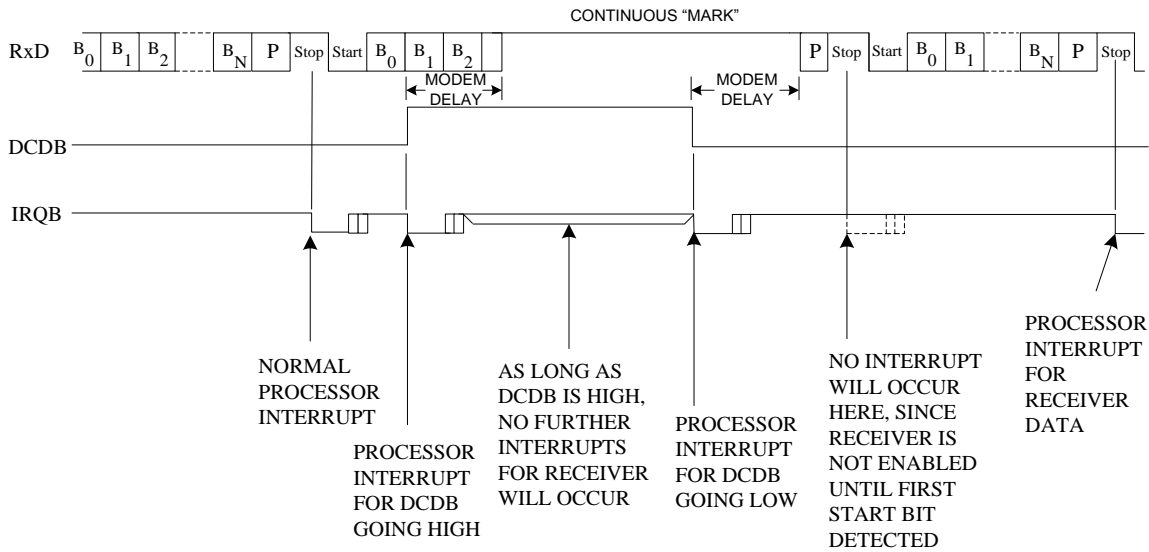 CONTINUOUS “MARK”
RxD B0 B1 B2 BN P Stop Start B0 B1 B2 P Stop Start B0 B1 BN P Stop
MODEM
DELAY
MODEM
DELAY
DCDB
IRQB
NORMAL
PROCESSOR
INTERRUPT
PROCESSOR
INTERRUPT
FOR DCDB
GOING HIGH
AS LONG AS
DCDB IS HIGH,
NO FURTHER
INTERRUPTS
FOR RECEIVER
WILL OCCUR
PROCESSOR
INTERRUPT
FOR DCDB
GOING LOW
NO INTERRUPT
WILL OCCUR
HERE, SINCE
RECEIVER IS
NOT ENABLED
UNTIL FIRST
START BIT
DETECTED
PROCESSOR
INTERRUPT
FOR
RECEIVER
DATA